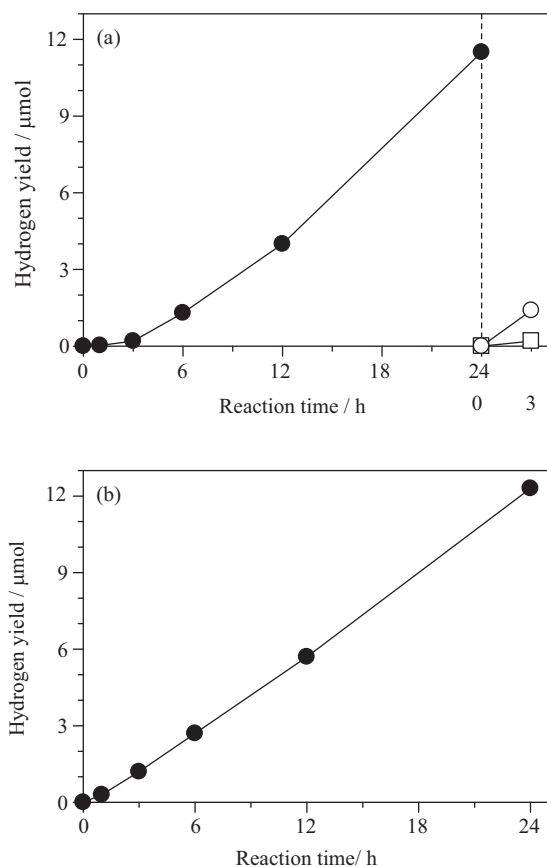 (a)
Hydrogen yield / μmol
12
9
6
3
0
0 6 12 18 24
0 3
Reaction time / h
(b)
Hydrogen yield / μmol
12
9
6
3
0
0 6 12 18 24
Reaction time/ h